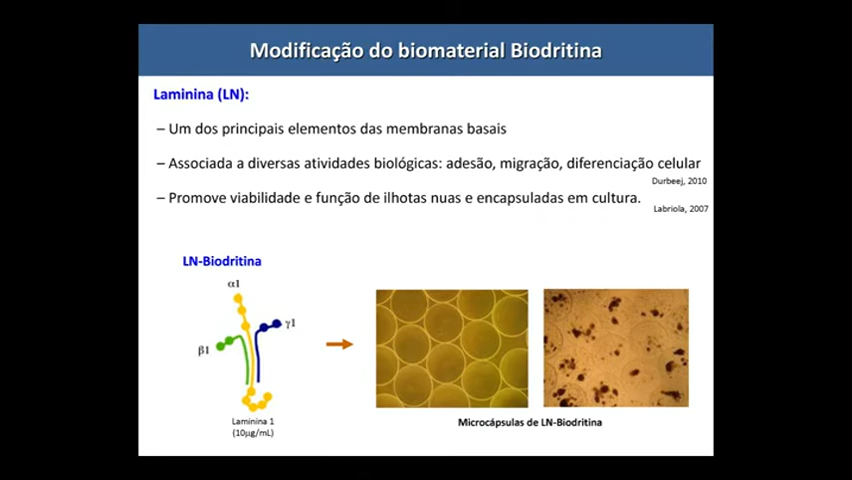 Modificação do biomaterial Biodritina
Laminina (LN):
– Um dos principais elementos das membranas basais
– Associada a diversas atividades biológicas: adesão, migração, diferenciação celular
Durbeej, 2010
– Promove viabilidade e função de ilhotas nuas e encapsuladas em cultura.
Labriola, 2007
LN-Biodritina
α1
γ1
β1
Laminina 1
(10µg/mL)
Microcápsulas de LN-Biodritina